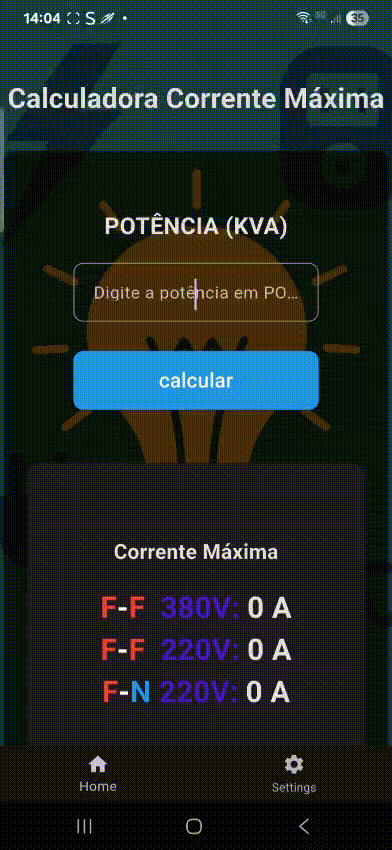 14:04 S 35
Calculadora Corrente Máxima
POTÊNCIA (KVA)
Digite a potência em PO...
calcular
Corrente Máxima
F-F 380V: 0 A
F-F 220V: 0 A
F-N 220V: 0 A
Home Settings